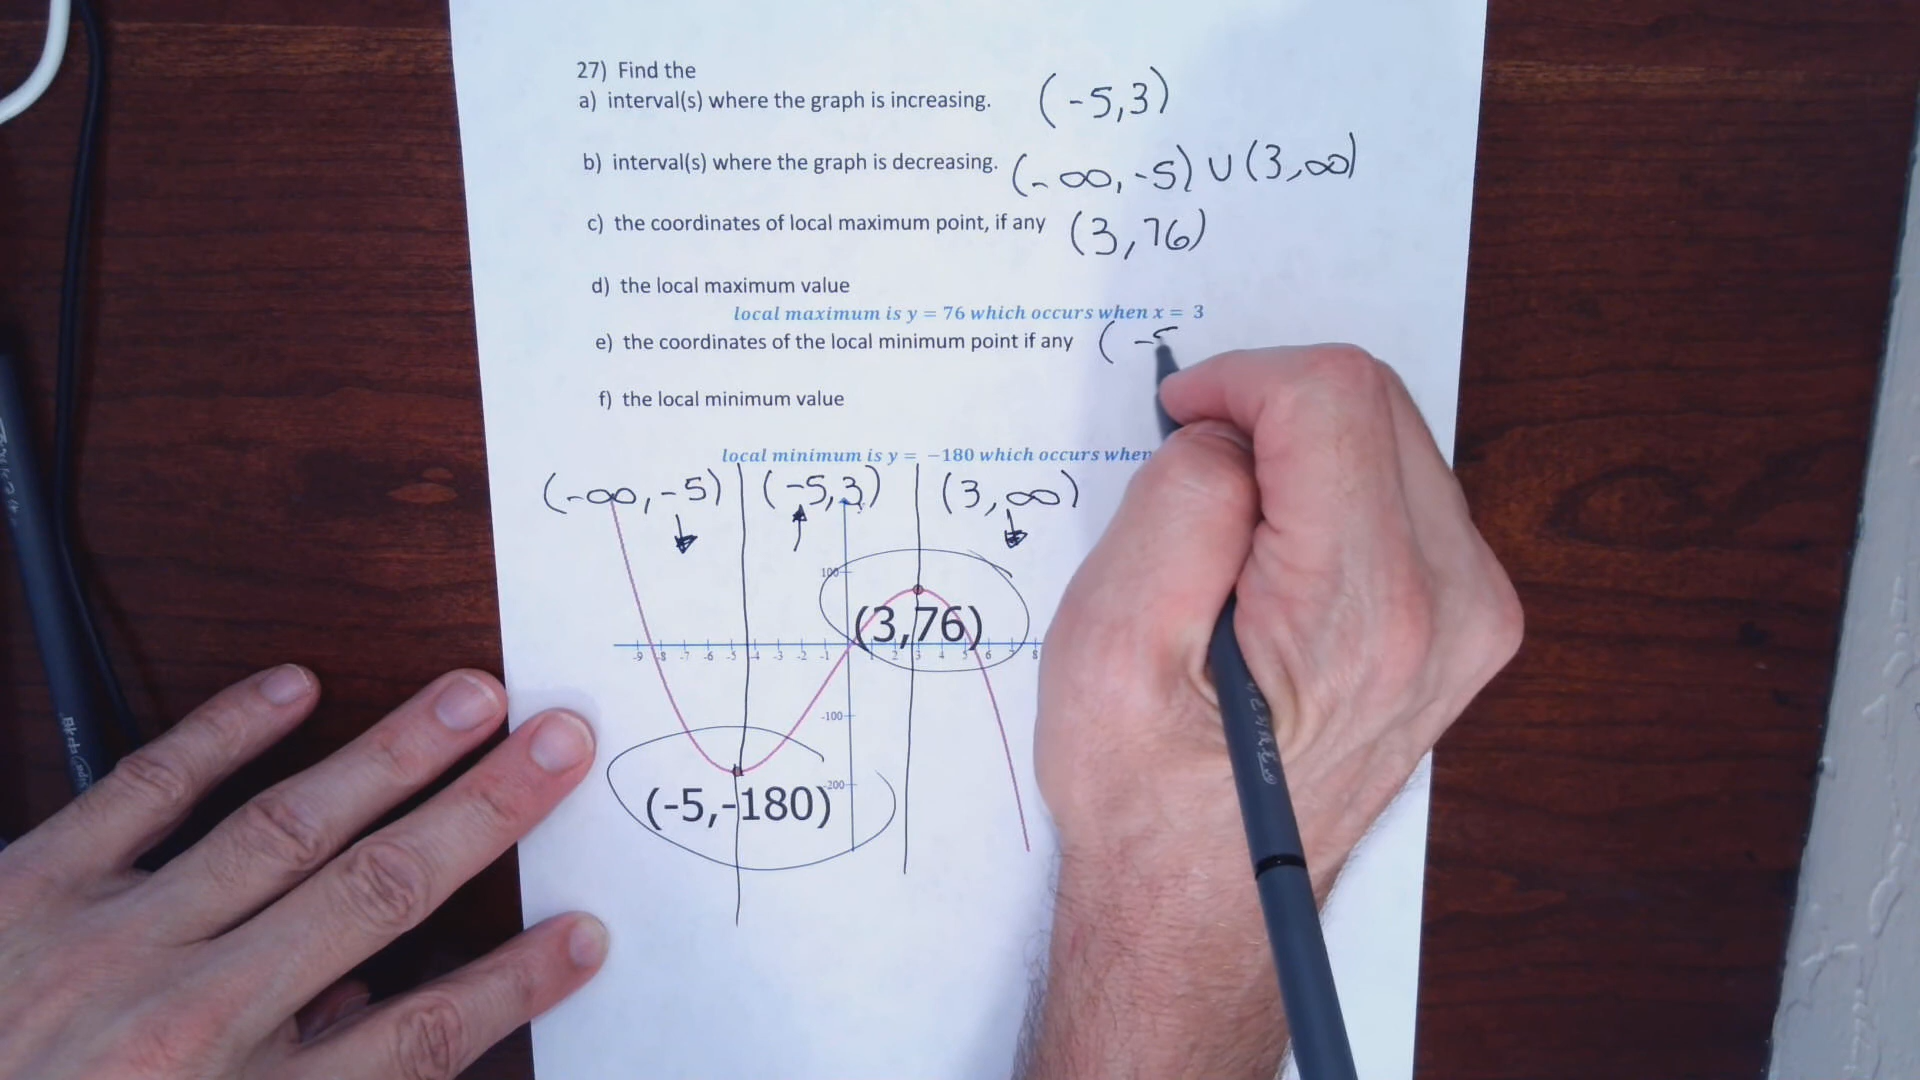 27) Find the
a) interval(s) where the graph is increasing. (-5,3)
b) interval(s) where the graph is decreasing. (-∞,-5) ∪ (3,∞)
c) the coordinates of local maximum point, if any (3,76)
d) the local maximum value
local maximum is y = 76 which occurs when x = 3
e) the coordinates of the local minimum point if any (-5
f) the local minimum value
local minimum is y = −180 which occurs when
(-∞,-5) (-5,3) (3,∞)
100
(3,76)
-9 -8 -7 -6 -5 -4 -3 -2 -1 2 3 4 5 6 8
-100
-200
(-5,-180)